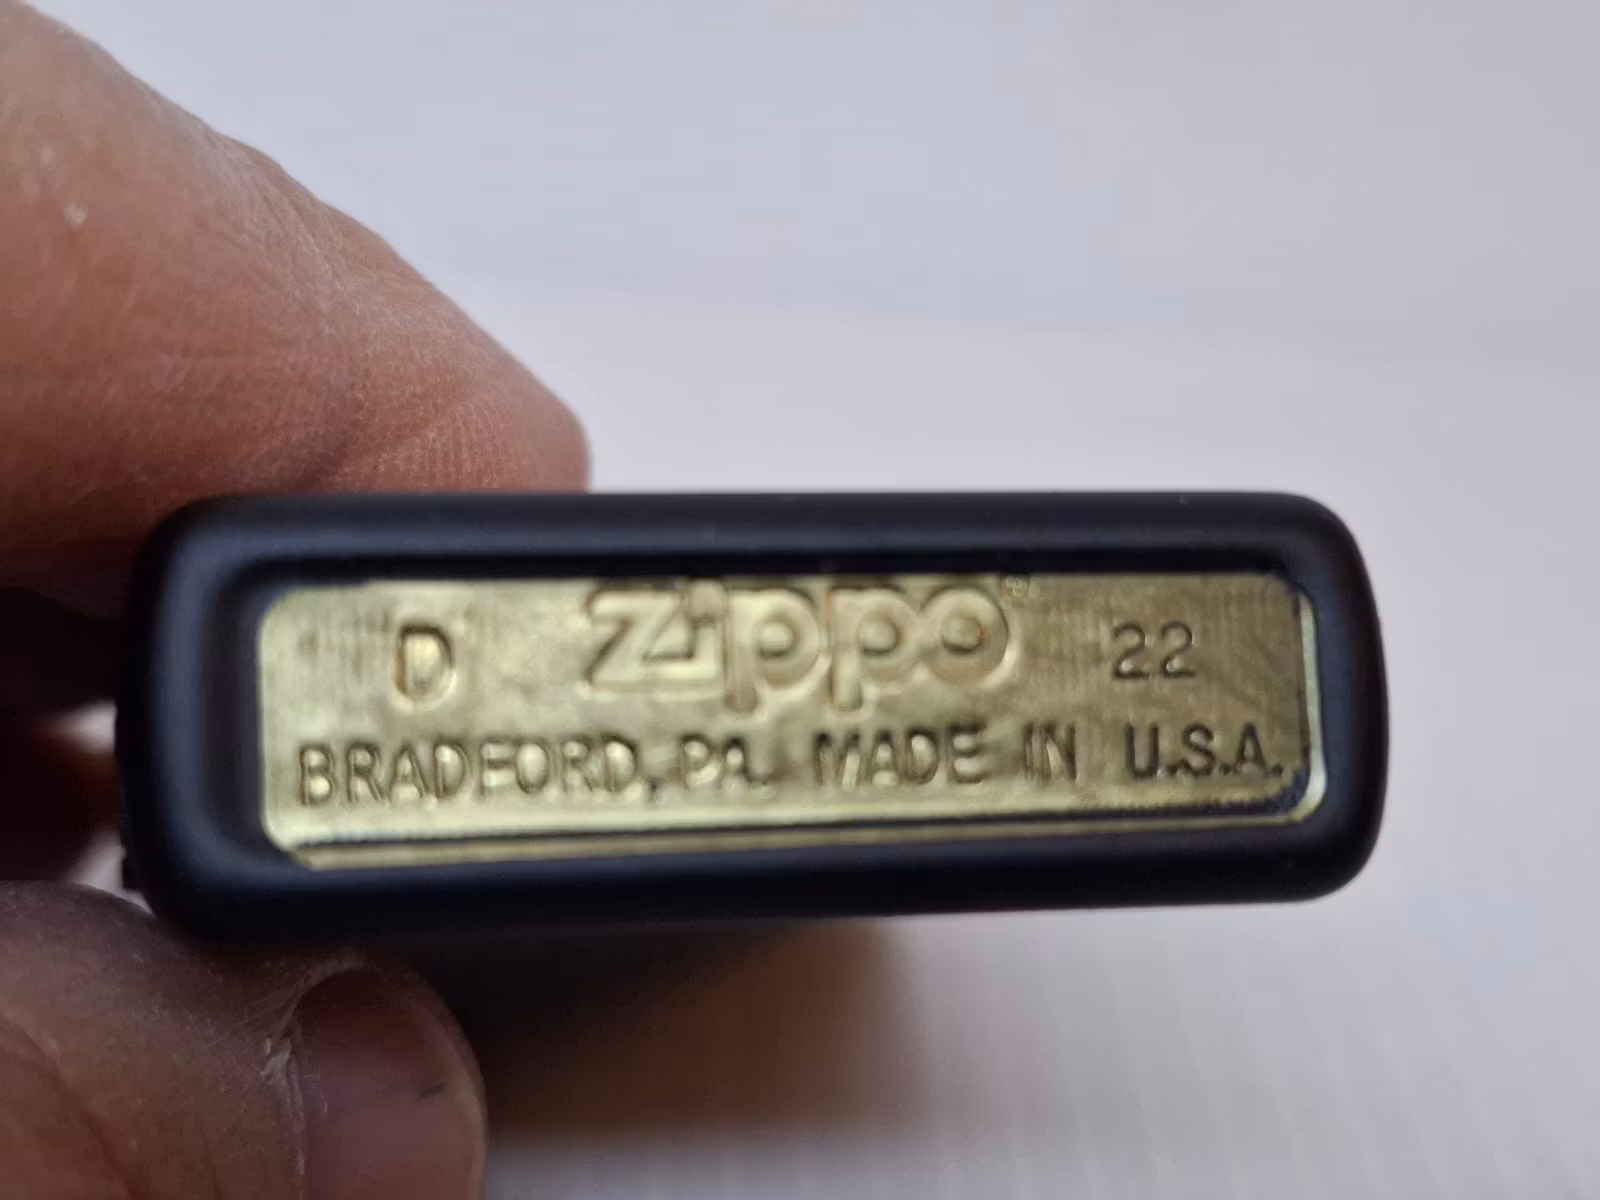 D zippo® 22
BRADFORD, PA. MADE IN U.S.A.